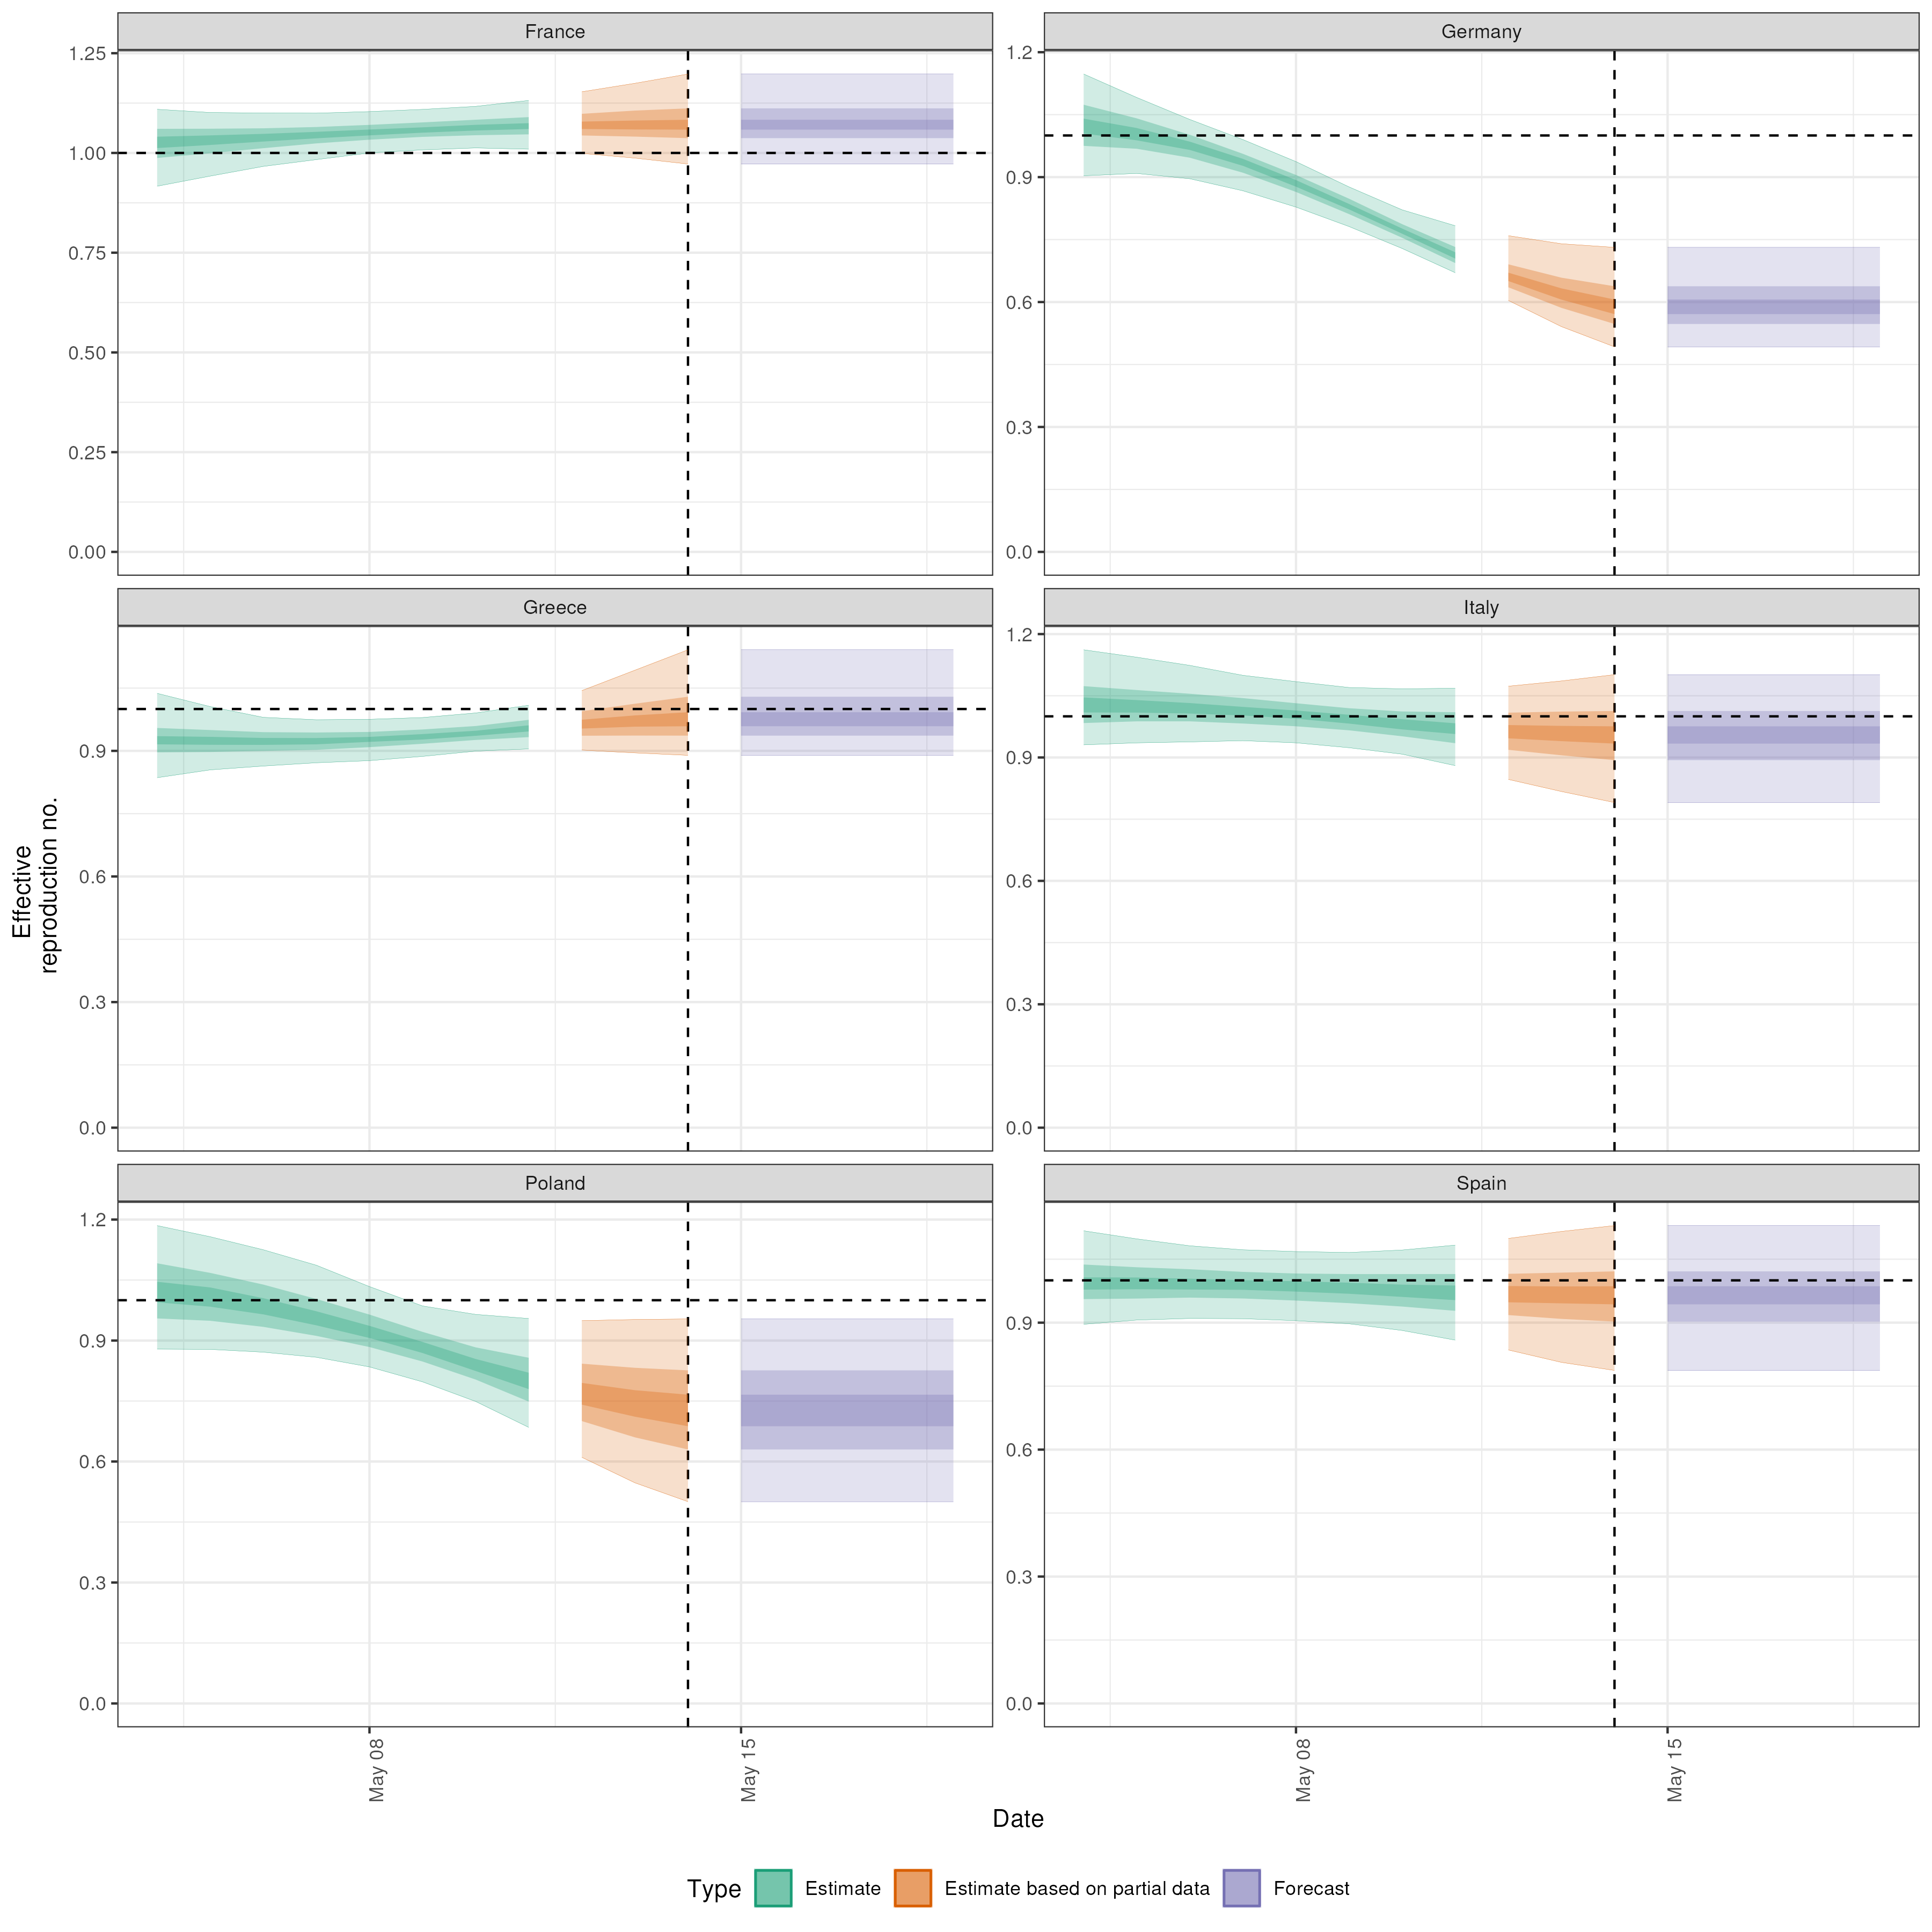 France
Germany
1.25
1.00
0.75
0.50
0.25
0.00
1.2
0.9
0.6
0.3
0.0
Greece
Italy
0.9
0.6
0.3
0.0
1.2
0.9
0.6
0.3
0.0
Effective
reproduction no.
Poland
Spain
1.2
0.9
0.6
0.3
0.0
0.9
0.6
0.3
0.0
May 08
May 15
May 08
May 15
Date
Type Estimate Estimate based on partial data Forecast